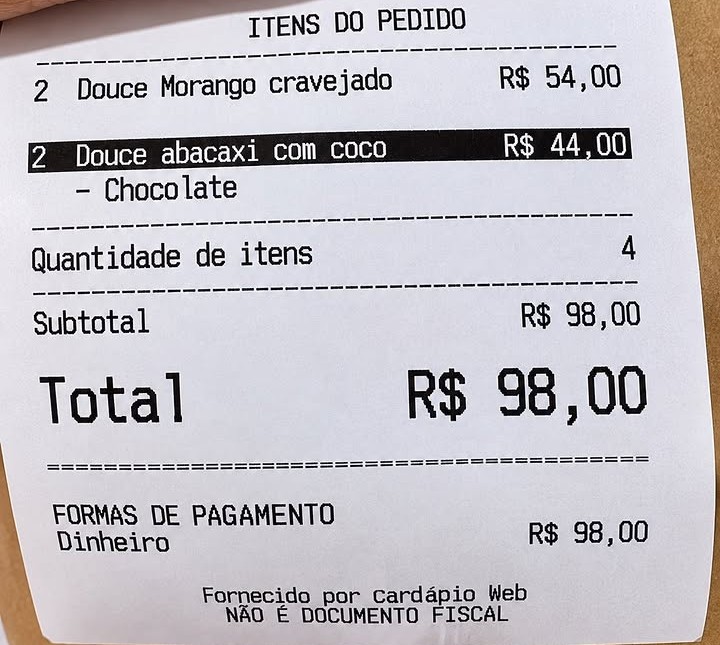 ITENS DO PEDIDO
2 Douce Morango cravejado R$ 54,00
2 Douce abacaxi com coco R$ 44,00
- Chocolate
Quantidade de itens 4
Subtotal R$ 98,00
Total R$ 98,00
FORMAS DE PAGAMENTO
Dinheiro R$ 98,00
Fornecido por Cardápio Web
NÃO É DOCUMENTO FISCAL